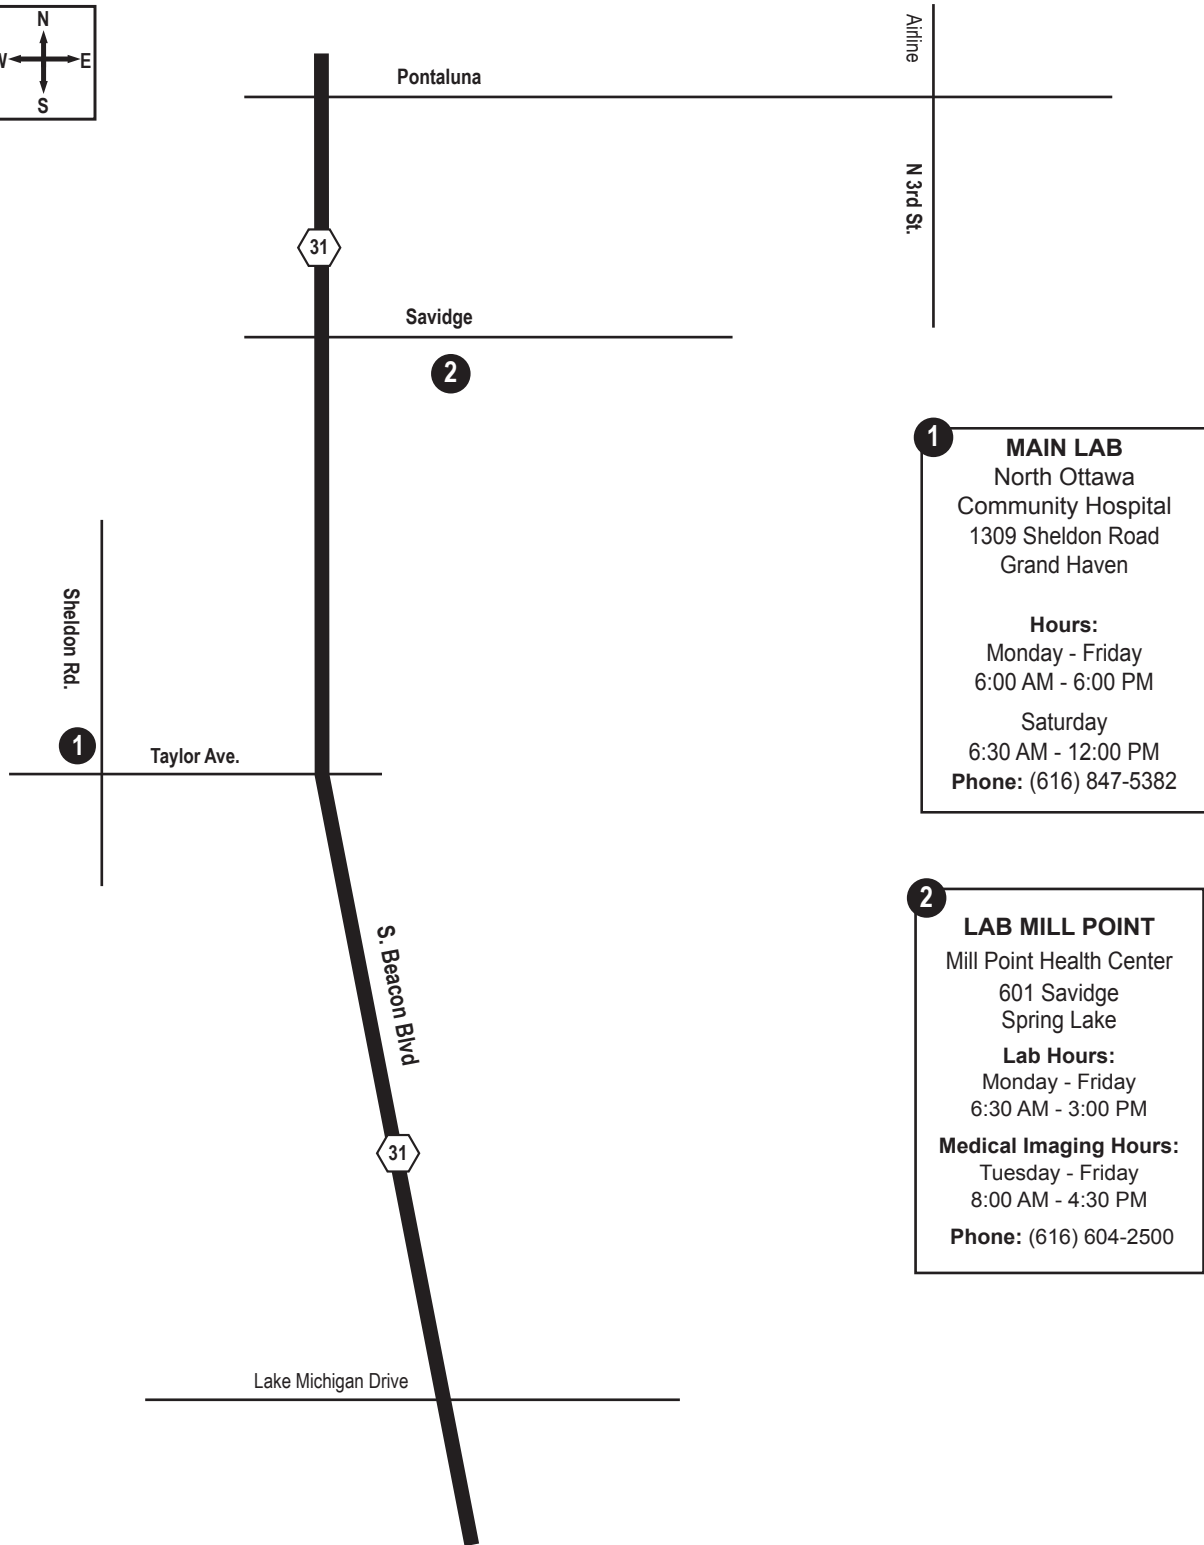 N
W E
S
Pontaluna
Airline
N 3rd St.
31
Savidge
2
Sheldon Rd.
1
Taylor Ave.
S. Beacon Blvd
31
Lake Michigan Drive
1
MAIN LAB
North Ottawa
Community Hospital
1309 Sheldon Road
Grand Haven
Hours:
Monday - Friday
6:00 AM - 6:00 PM
Saturday
6:30 AM - 12:00 PM
Phone: (616) 847-5382
2
LAB MILL POINT
Mill Point Health Center
601 Savidge
Spring Lake
Lab Hours:
Monday - Friday
6:30 AM - 3:00 PM
Medical Imaging Hours:
Tuesday - Friday
8:00 AM - 4:30 PM
Phone: (616) 604-2500